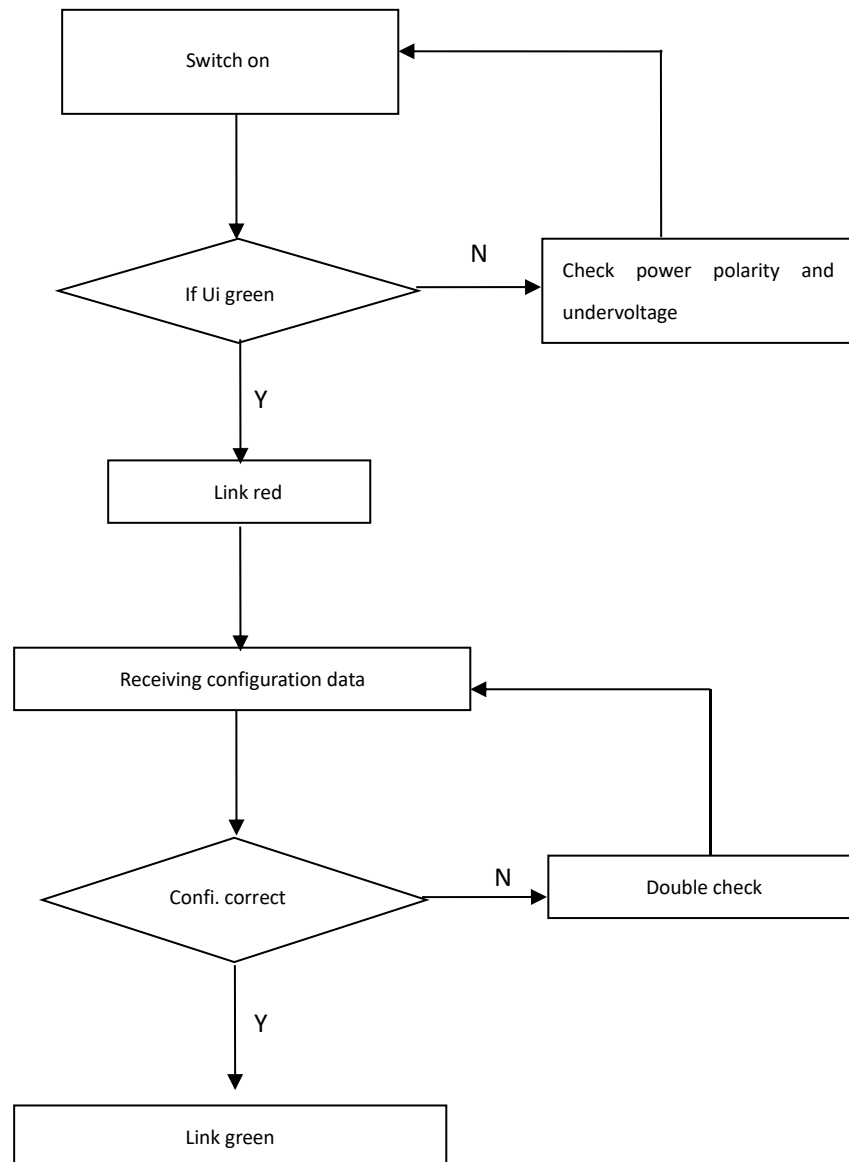 Switch on
If Ui green
N
Check power polarity and
undervoltage
Y
Link red
Receiving configuration data
Confi. correct
N
Double check
Y
Link green